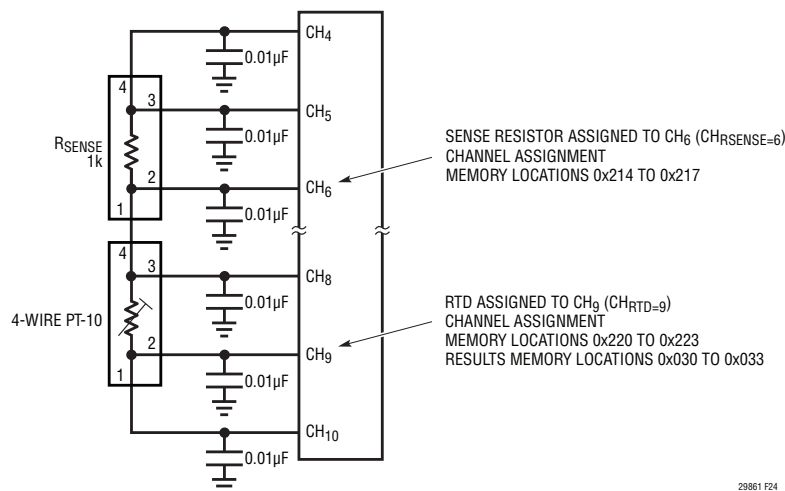 CH4
0.01µF
4
3
CH5
RSENSE
1k
0.01µF
2
CH6
1
0.01µF
SENSE RESISTOR ASSIGNED TO CH6 (CHRSENSE=6)
CHANNEL ASSIGNMENT
MEMORY LOCATIONS 0x214 TO 0x217
4
3
CH8
4-WIRE PT-10
0.01µF
2
CH9
1
0.01µF
RTD ASSIGNED TO CH9 (CHRTD=9)
CHANNEL ASSIGNMENT
MEMORY LOCATIONS 0x220 TO 0x223
RESULTS MEMORY LOCATIONS 0x030 TO 0x033
CH10
0.01µF
29861 F24